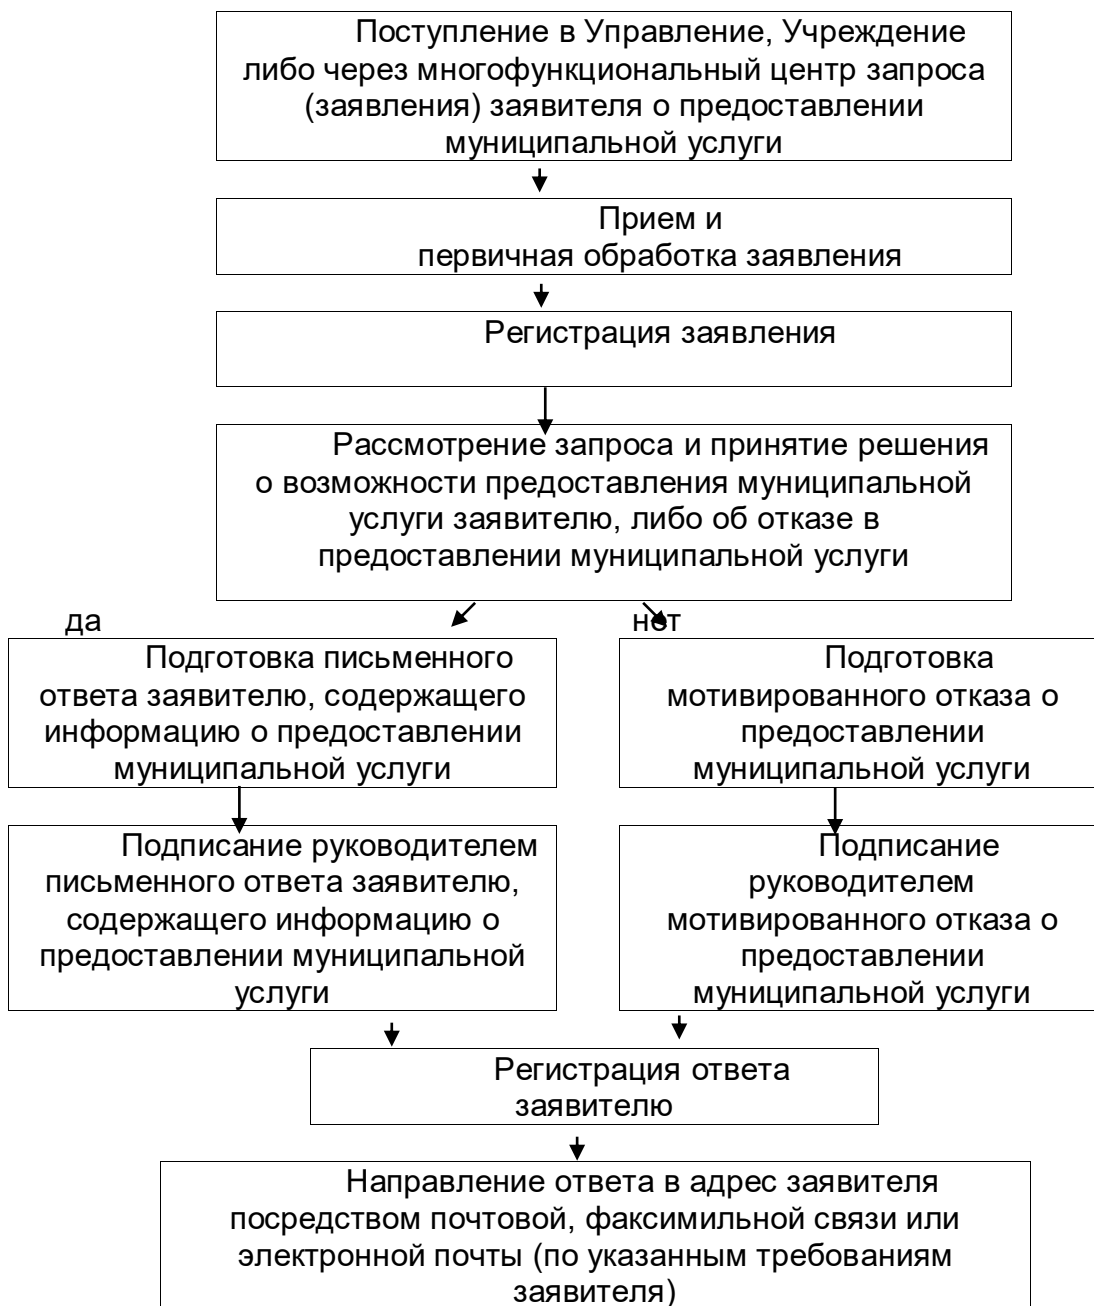 Поступление в Управление, Учреждение
либо через многофункциональный центр запроса
(заявления) заявителя о предоставлении
муниципальной услуги
Прием и
первичная обработка заявления
Регистрация заявления
Рассмотрение запроса и принятие решения
о возможности предоставления муниципальной
услуги заявителю, либо об отказе в
предоставлении муниципальной услуги
да
нет
Подготовка письменного
ответа заявителю, содержащего
информацию о предоставлении
муниципальной услуги
Подготовка
мотивированного отказа о
предоставлении
муниципальной услуги
Подписание руководителем
письменного ответа заявителю,
содержащего информацию о
предоставлении муниципальной
услуги
Подписание
руководителем
мотивированного отказа о
предоставлении
муниципальной услуги
Регистрация ответа
заявителю
Направление ответа в адрес заявителя
посредством почтовой, факсимильной связи или
электронной почты (по указанным требованиям
заявителя)